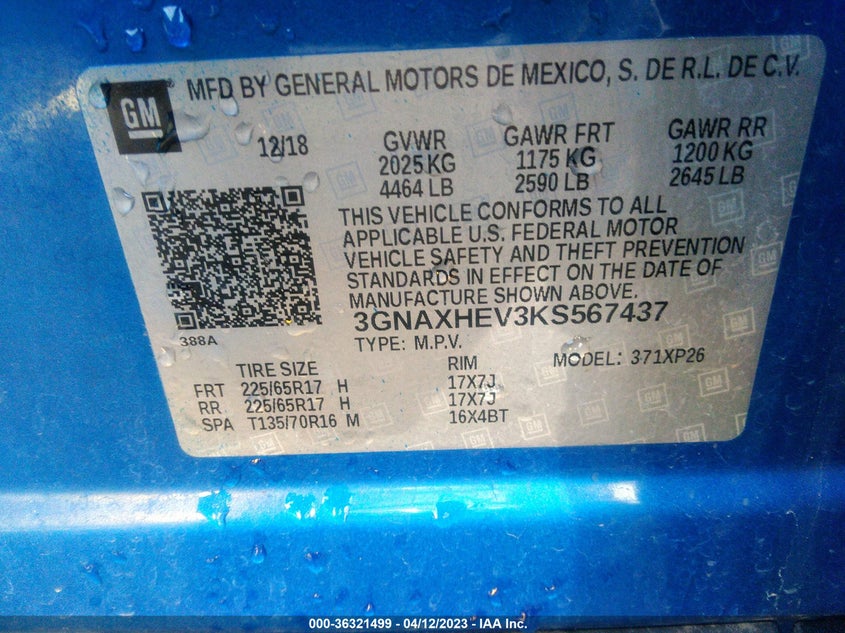 GM
MFD BY GENERAL MOTORS DE MEXICO, S. DE R.L. DE C.V.
12/18
GVWR GAWR FRT GAWR RR
2025 KG 1175 KG 1200 KG
4464 LB 2590 LB 2645 LB
THIS VEHICLE CONFORMS TO ALL
APPLICABLE U.S. FEDERAL MOTOR
VEHICLE SAFETY AND THEFT PREVENTION
STANDARDS IN EFFECT ON THE DATE OF
MANUFACTURE SHOWN ABOVE.
388A
3GNAXHEV3KS567437
TYPE: M.P.V. MODEL: 371XP26
TIRE SIZE RIM
FRT 225/65R17 H 17X7J
RR 225/65R17 H 17X7J
SPA T135/70R16 M 16X4BT
000-36321499 - 04/12/2023 - IAA Inc.